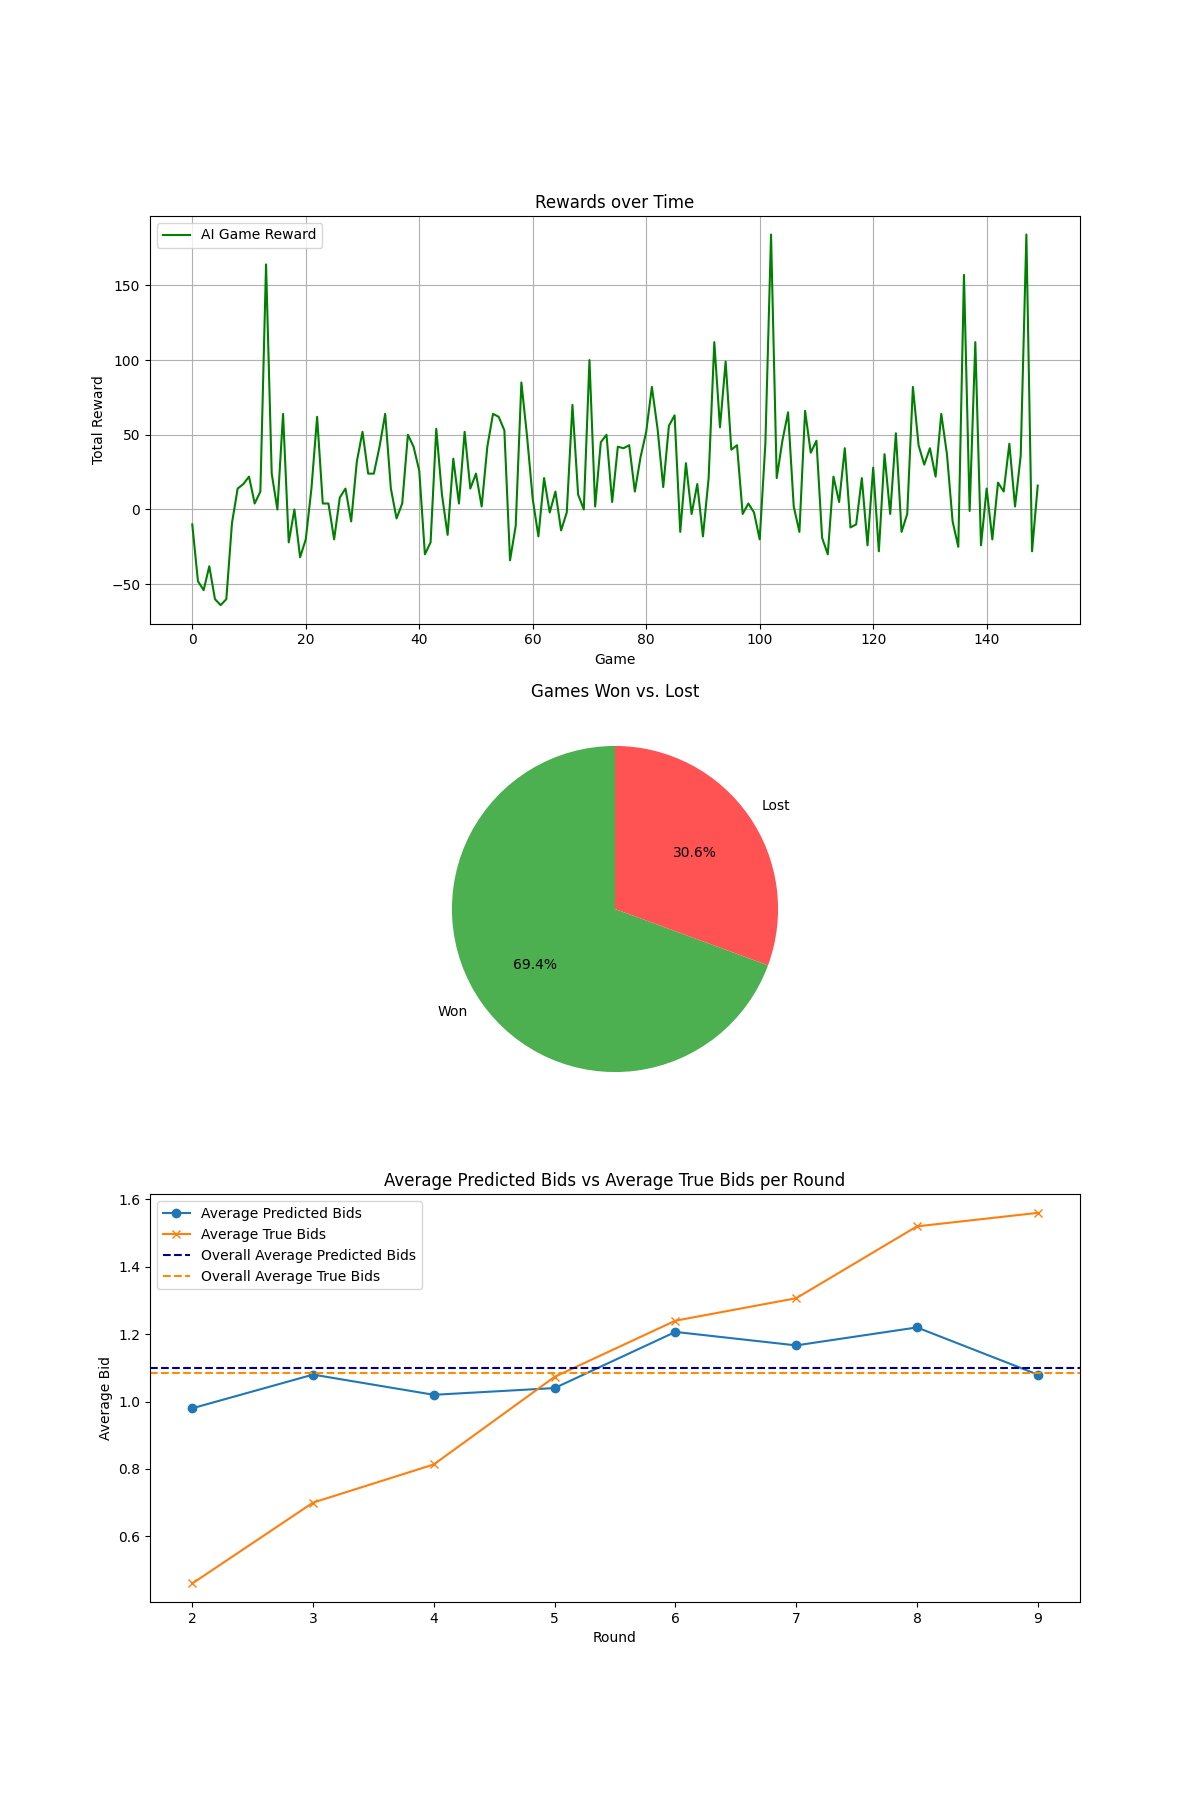 Rewards over Time
AI Game Reward
150
100
50
0
−50
Total Reward
0 20 40 60 80 100 120 140
Game
Games Won vs. Lost
Lost
30.6%
69.4%
Won
Average Predicted Bids vs Average True Bids per Round
1.6
Average Predicted Bids
Average True Bids
Overall Average Predicted Bids
Overall Average True Bids
1.4
1.2
1.0
0.8
0.6
Average Bid
2 3 4 5 6 7 8 9
Round